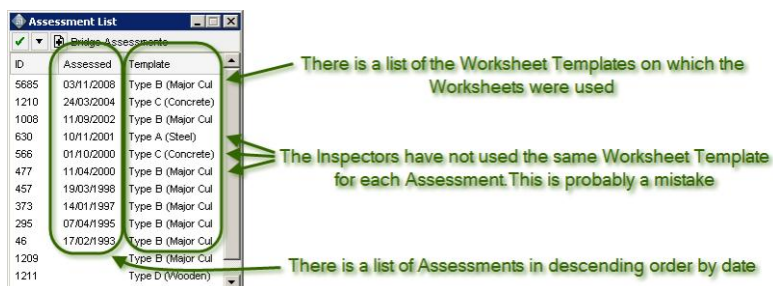 Assessment List
Bridge Assessments
ID Assessed Template
5685 03/11/2008 Type B (Major Cul
1210 24/03/2004 Type C (Concrete)
1008 11/09/2002 Type B (Major Cul
630 10/11/2001 Type A (Steel)
566 01/10/2000 Type C (Concrete)
477 11/04/2000 Type B (Major Cul
457 19/03/1998 Type B (Major Cul
373 14/01/1997 Type B (Major Cul
295 07/04/1995 Type B (Major Cul
46 17/02/1993 Type B (Major Cul
1209 Type B (Major Cul
1211 Type D (Wooden)
There is a list of the Worksheet Templates on which the
Worksheets were used
The Inspectors have not used the same Worksheet Template
for each Assessment.This is probably a mistake
There is a list of Assessments in descending order by date